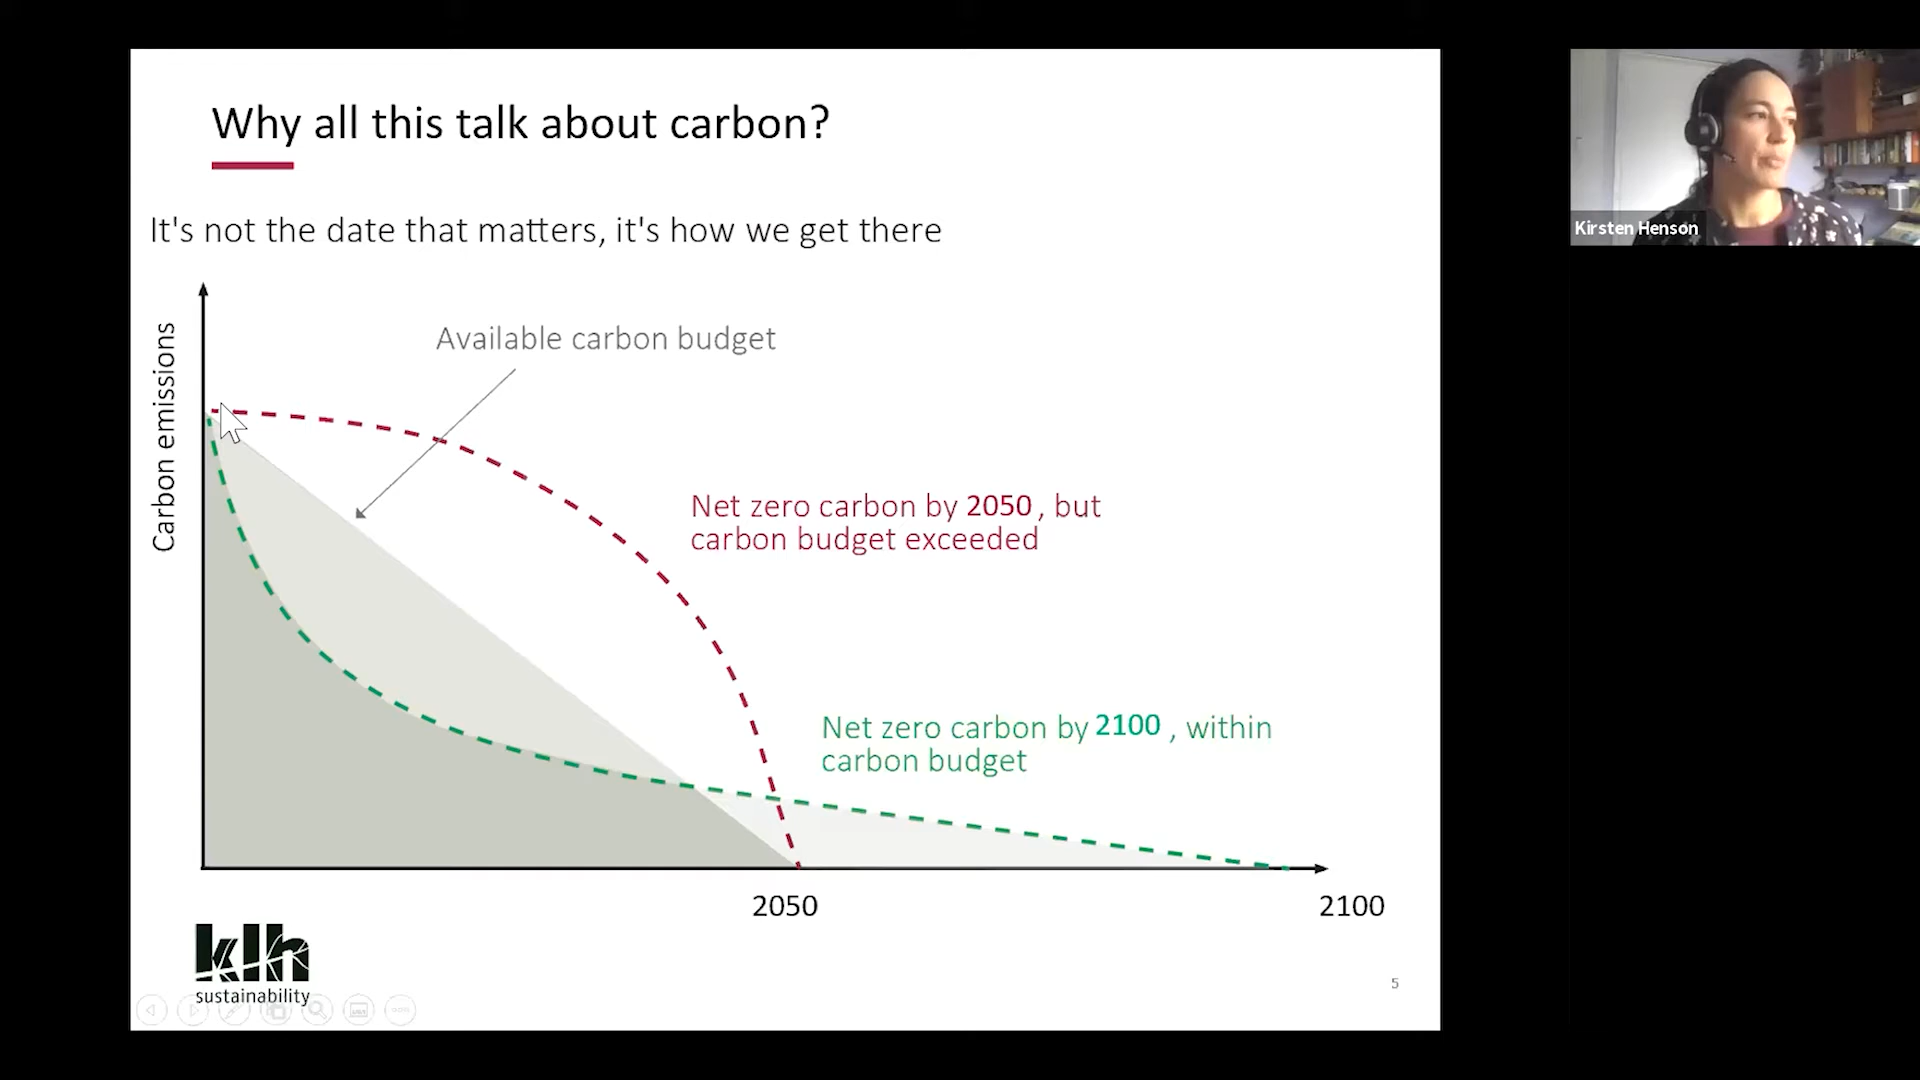 Why all this talk about carbon?
It's not the date that matters, it's how we get there
Carbon emissions
Available carbon budget
Net zero carbon by 2050, but
carbon budget exceeded
Net zero carbon by 2100, within
carbon budget
2050
2100
klh
sustainability
5
Kirsten Henson